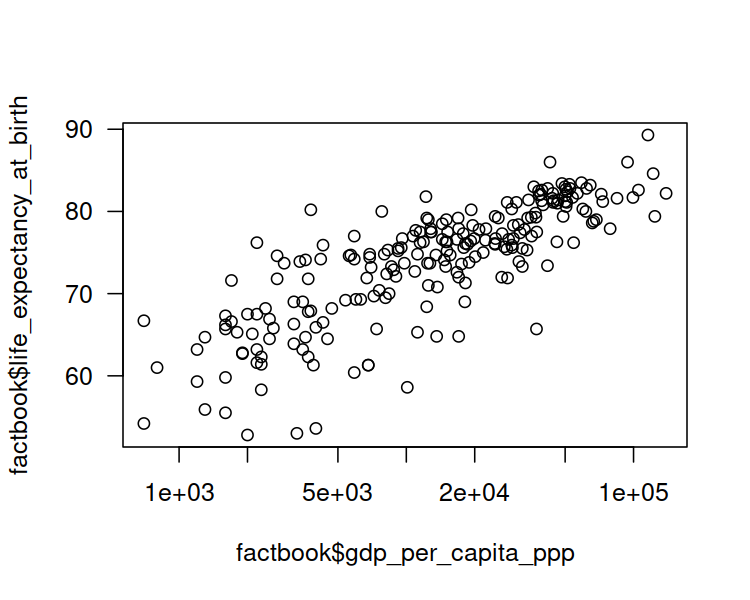 factbook$life_expectancy_at_birth
90
80
70
60
1e+03 5e+03 2e+04 1e+05
factbook$gdp_per_capita_ppp